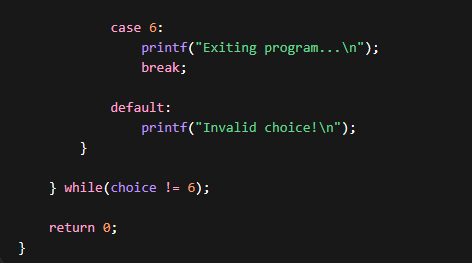 case 6:
                printf("Exiting program...\n");
                break;

            default:
                printf("Invalid choice!\n");
        }

    } while(choice != 6);

    return 0;
}